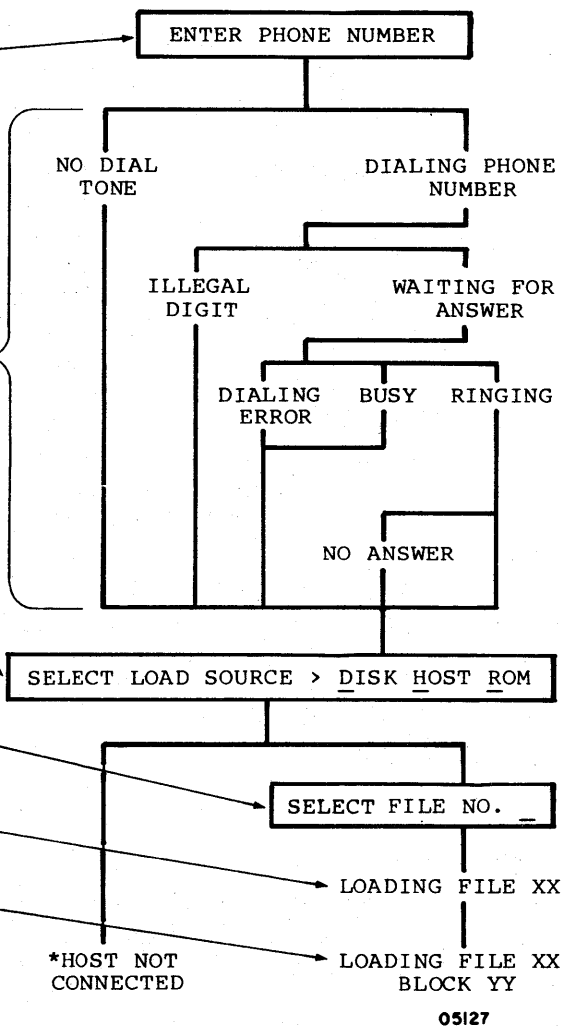 ENTER PHONE NUMBER
NO DIAL
TONE
DIALING PHONE
NUMBER
ILLEGAL
DIGIT
WAITING FOR
ANSWER
DIALING
ERROR
BUSY
RINGING
NO ANSWER
SELECT LOAD SOURCE > DISK HOST ROM
SELECT FILE NO. _
LOADING FILE XX
*HOST NOT
CONNECTED
LOADING FILE XX
BLOCK YY
05127